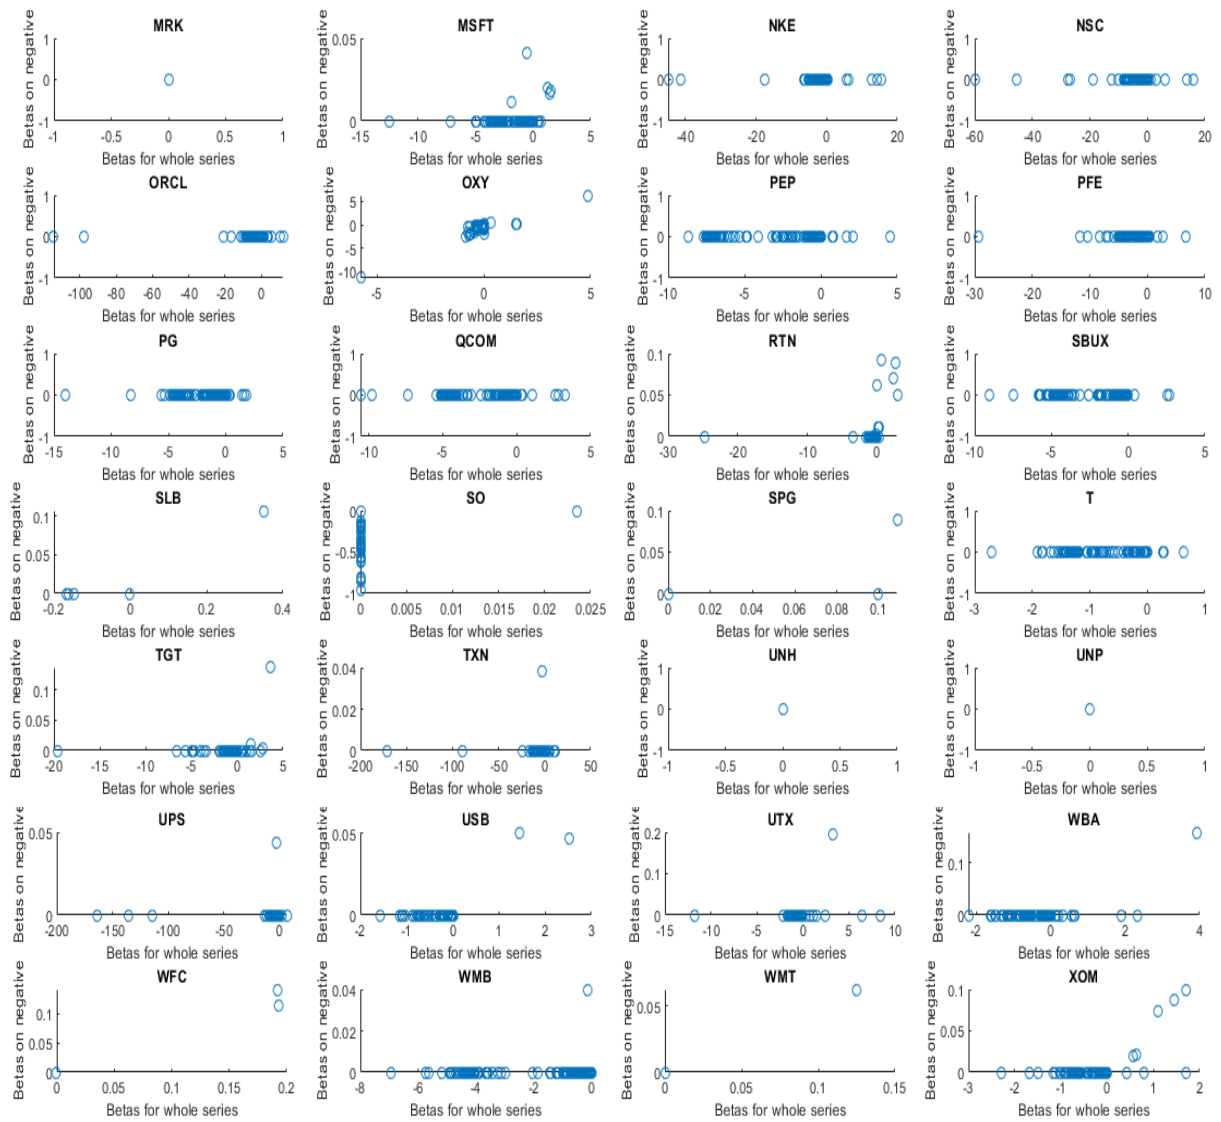 MRK
Betas on negative
1
0
-1
-1 -0.5 0 0.5 1
Betas for whole series
MSFT
Betas on negative
0.05
0
-15 -10 -5 0 5
Betas for whole series
NKE
Betas on negative
1
0
-1
-40 -20 0 20
Betas for whole series
NSC
Betas on negative
1
0
-1
-60 -40 -20 0 20
Betas for whole series
ORCL
Betas on negative
1
0
-1
-100 -80 -60 -40 -20 0
Betas for whole series
OXY
Betas on negative
5
0
-5
-10
-5 0 5
Betas for whole series
PEP
Betas on negative
1
0
-1
-10 -5 0 5
Betas for whole series
PFE
Betas on negative
1
0
-1
-30 -20 -10 0 10
Betas for whole series
PG
Betas on negative
1
0
-1
-15 -10 -5 0 5
Betas for whole series
QCOM
Betas on negative
1
0
-1
-10 -5 0 5
Betas for whole series
RTN
Betas on negative
0.1
0.05
0
-30 -20 -10 0
Betas for whole series
SBUX
Betas on negative
1
0
-1
-10 -5 0 5
Betas for whole series
SLB
Betas on negative
0.1
0.05
0
-0.2 0 0.2 0.4
Betas for whole series
SO
Betas on negative
0
-0.5
-1
0 0.005 0.01 0.015 0.02 0.025
Betas for whole series
SPG
Betas on negative
0.1
0.05
0
0 0.02 0.04 0.06 0.08 0.1
Betas for whole series
T
Betas on negative
1
0
-1
-3 -2 -1 0 1
Betas for whole series
TGT
Betas on negative
0.1
0.05
0
-20 -15 -10 -5 0 5
Betas for whole series
TXN
Betas on negative
0.04
0.02
0
-200 -150 -100 -50 0 50
Betas for whole series
UNH
Betas on negative
1
0
-1
-1 -0.5 0 0.5 1
Betas for whole series
UNP
Betas on negative
1
0
-1
-1 -0.5 0 0.5 1
Betas for whole series
UPS
Betas on negative
0.05
0
-200 -150 -100 -50 0
Betas for whole series
USB
Betas on negative
0.05
0
-2 -1 0 1 2 3
Betas for whole series
UTX
Betas on negative
0.2
0.1
0
-15 -10 -5 0 5 10
Betas for whole series
WBA
Betas on negative
0.1
0
-2 0 2 4
Betas for whole series
WFC
Betas on negative
0.1
0.05
0
0 0.05 0.1 0.15 0.2
Betas for whole series
WMB
Betas on negative
0.04
0.02
0
-8 -6 -4 -2 0
Betas for whole series
WMT
Betas on negative
0.05
0
0 0.05 0.1 0.15
Betas for whole series
XOM
Betas on negative
0.1
0.05
0
-3 -2 -1 0 1 2
Betas for whole series